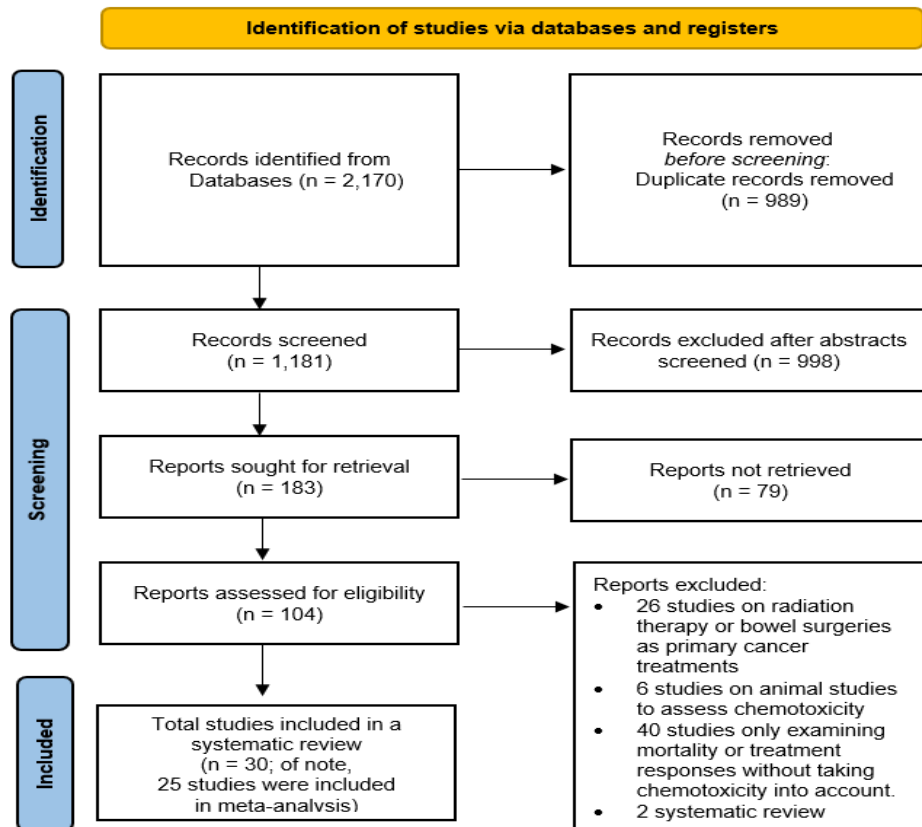 Identification of studies via databases and registers
Identification
Records identified from
Databases (n = 2,170)
Records removed
before screening:
Duplicate records removed
(n = 989)
Screening
Records screened
(n = 1,181)
Records excluded after abstracts
screened (n = 998)
Reports sought for retrieval
(n = 183)
Reports not retrieved
(n = 79)
Reports assessed for eligibility
(n = 104)
Reports excluded:
• 26 studies on radiation
therapy or bowel surgeries
as primary cancer
treatments
• 6 studies on animal studies
to assess chemotoxicity
• 40 studies only examining
mortality or treatment
responses without taking
chemotoxicity into account.
• 2 systematic review
Included
Total studies included in a
systematic review
(n = 30; of note,
25 studies were included
in meta-analysis)